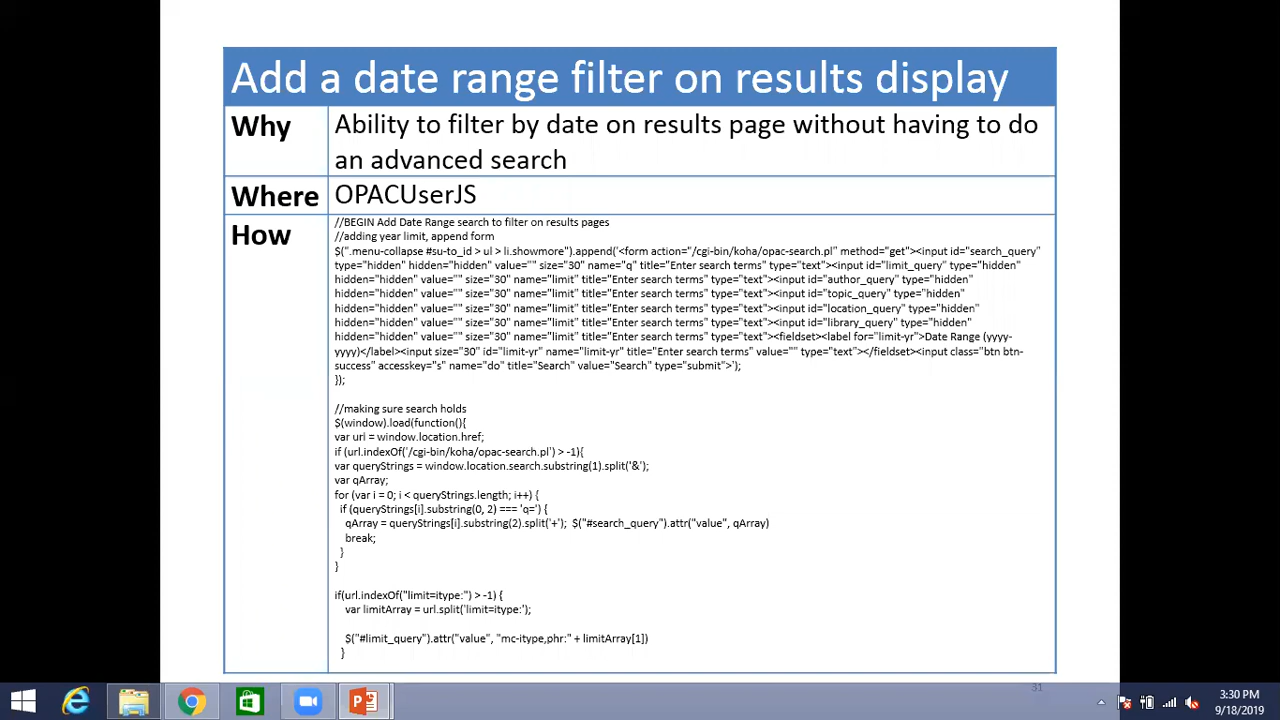 Add a date range filter on results display
Why
Ability to filter by date on results page without having to do
an advanced search
Where
OPACUserJS
How
//BEGIN Add Date Range search to filter on results pages
//adding year limit, append form
$(".menu-collapse #su-to_id > ul > li.showmore").append('<form action="/cgi-bin/koha/opac-search.pl" method="get"><input id="search_query"
type="hidden" hidden="hidden" value="" size="30" name="q" title="Enter search terms" type="text"><input id="limit_query" type="hidden"
hidden="hidden" value="" size="30" name="limit" title="Enter search terms" type="text"><input id="author_query" type="hidden"
hidden="hidden" value="" size="30" name="limit" title="Enter search terms" type="text"><input id="topic_query" type="hidden"
hidden="hidden" value="" size="30" name="limit" title="Enter search terms" type="text"><input id="location_query" type="hidden"
hidden="hidden" value="" size="30" name="limit" title="Enter search terms" type="text"><input id="library_query" type="hidden"
hidden="hidden" value="" size="30" name="limit" title="Enter search terms" type="text"><fieldset><label for="limit-yr">Date Range (yyyy-
yyyy)</label><input size="30" id="limit-yr" name="limit-yr" title="Enter search terms" value="" type="text"></fieldset><input class="btn btn-
success" accesskey="s" name="do" title="Search" value="Search" type="submit">`);
});
//making sure search holds
$(window).load(function(){
var url = window.location.href;
if (url.indexOf('/cgi-bin/koha/opac-search.pl') > -1){
var queryStrings = window.location.search.substring(1).split('&');
var qArray;
for (var i = 0; i < queryStrings.length; i++) {
if (queryStrings[i].substring(0, 2) === 'q=') {
qArray = queryStrings[i].substring(2).split('+'); $("#search_query").attr("value", qArray)
break;
}
}
if(url.indexOf("limit=itype:") > -1) {
var limitArray = url.split('limit=itype:');
$("#limit_query").attr("value", "mc-itype,phr:" + limitArray[1])
}
31
3:30 PM
9/18/2019